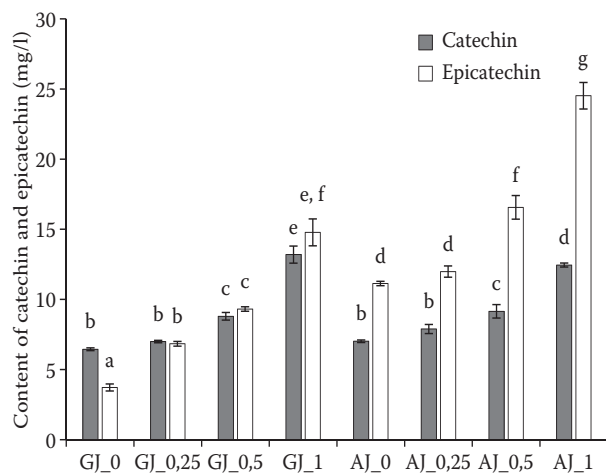 Content of catechin and epicatechin (mg/l)
30
25
20
15
10
5
0
Catechin
Epicatechin
b
a
b
b
c
c
e
e, f
b
d
b
d
c
f
d
g
GJ_0
GJ_0,25
GJ_0,5
GJ_1
AJ_0
AJ_0,25
AJ_0,5
AJ_1